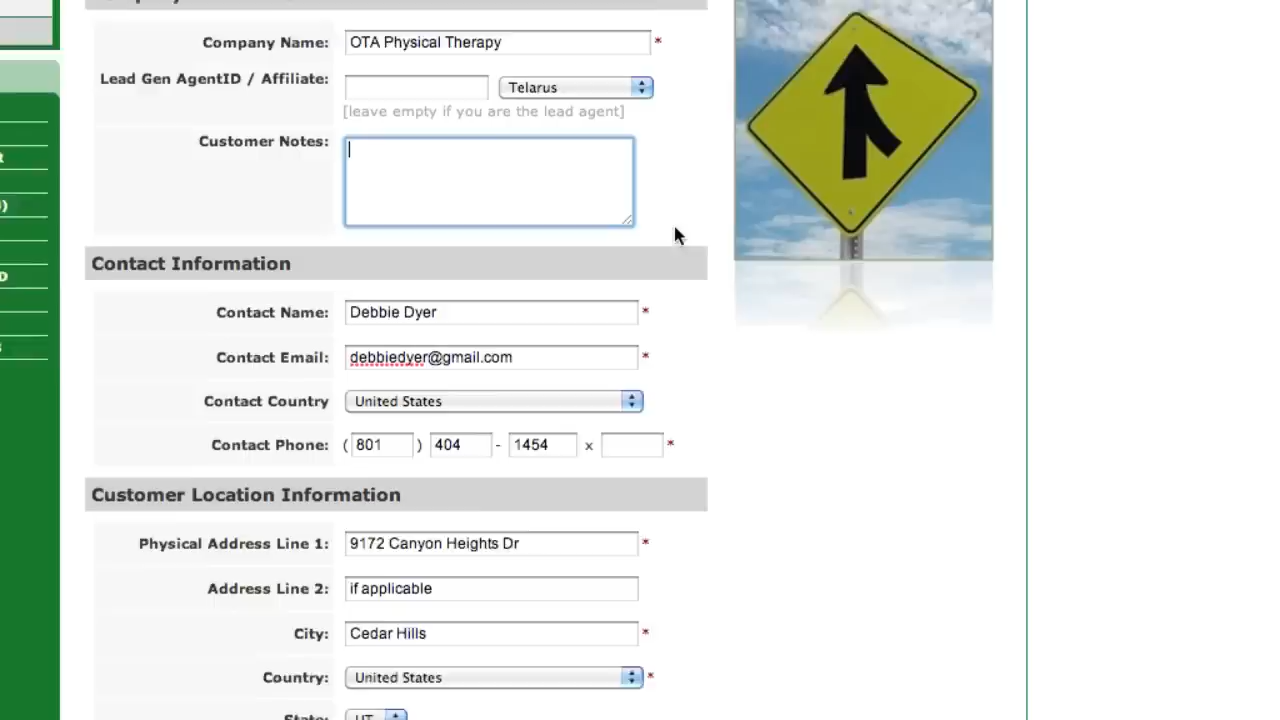 Company Name: OTA Physical Therapy *
Lead Gen AgentID / Affiliate: Telarus
[leave empty if you are the lead agent]
Customer Notes:
Contact Information
Contact Name: Debbie Dyer *
Contact Email: debbiedyer@gmail.com *
Contact Country United States
Contact Phone: ( 801 ) 404 - 1454 x *
Customer Location Information
Physical Address Line 1: 9172 Canyon Heights Dr *
Address Line 2: if applicable
City: Cedar Hills *
Country: United States *
State: UT